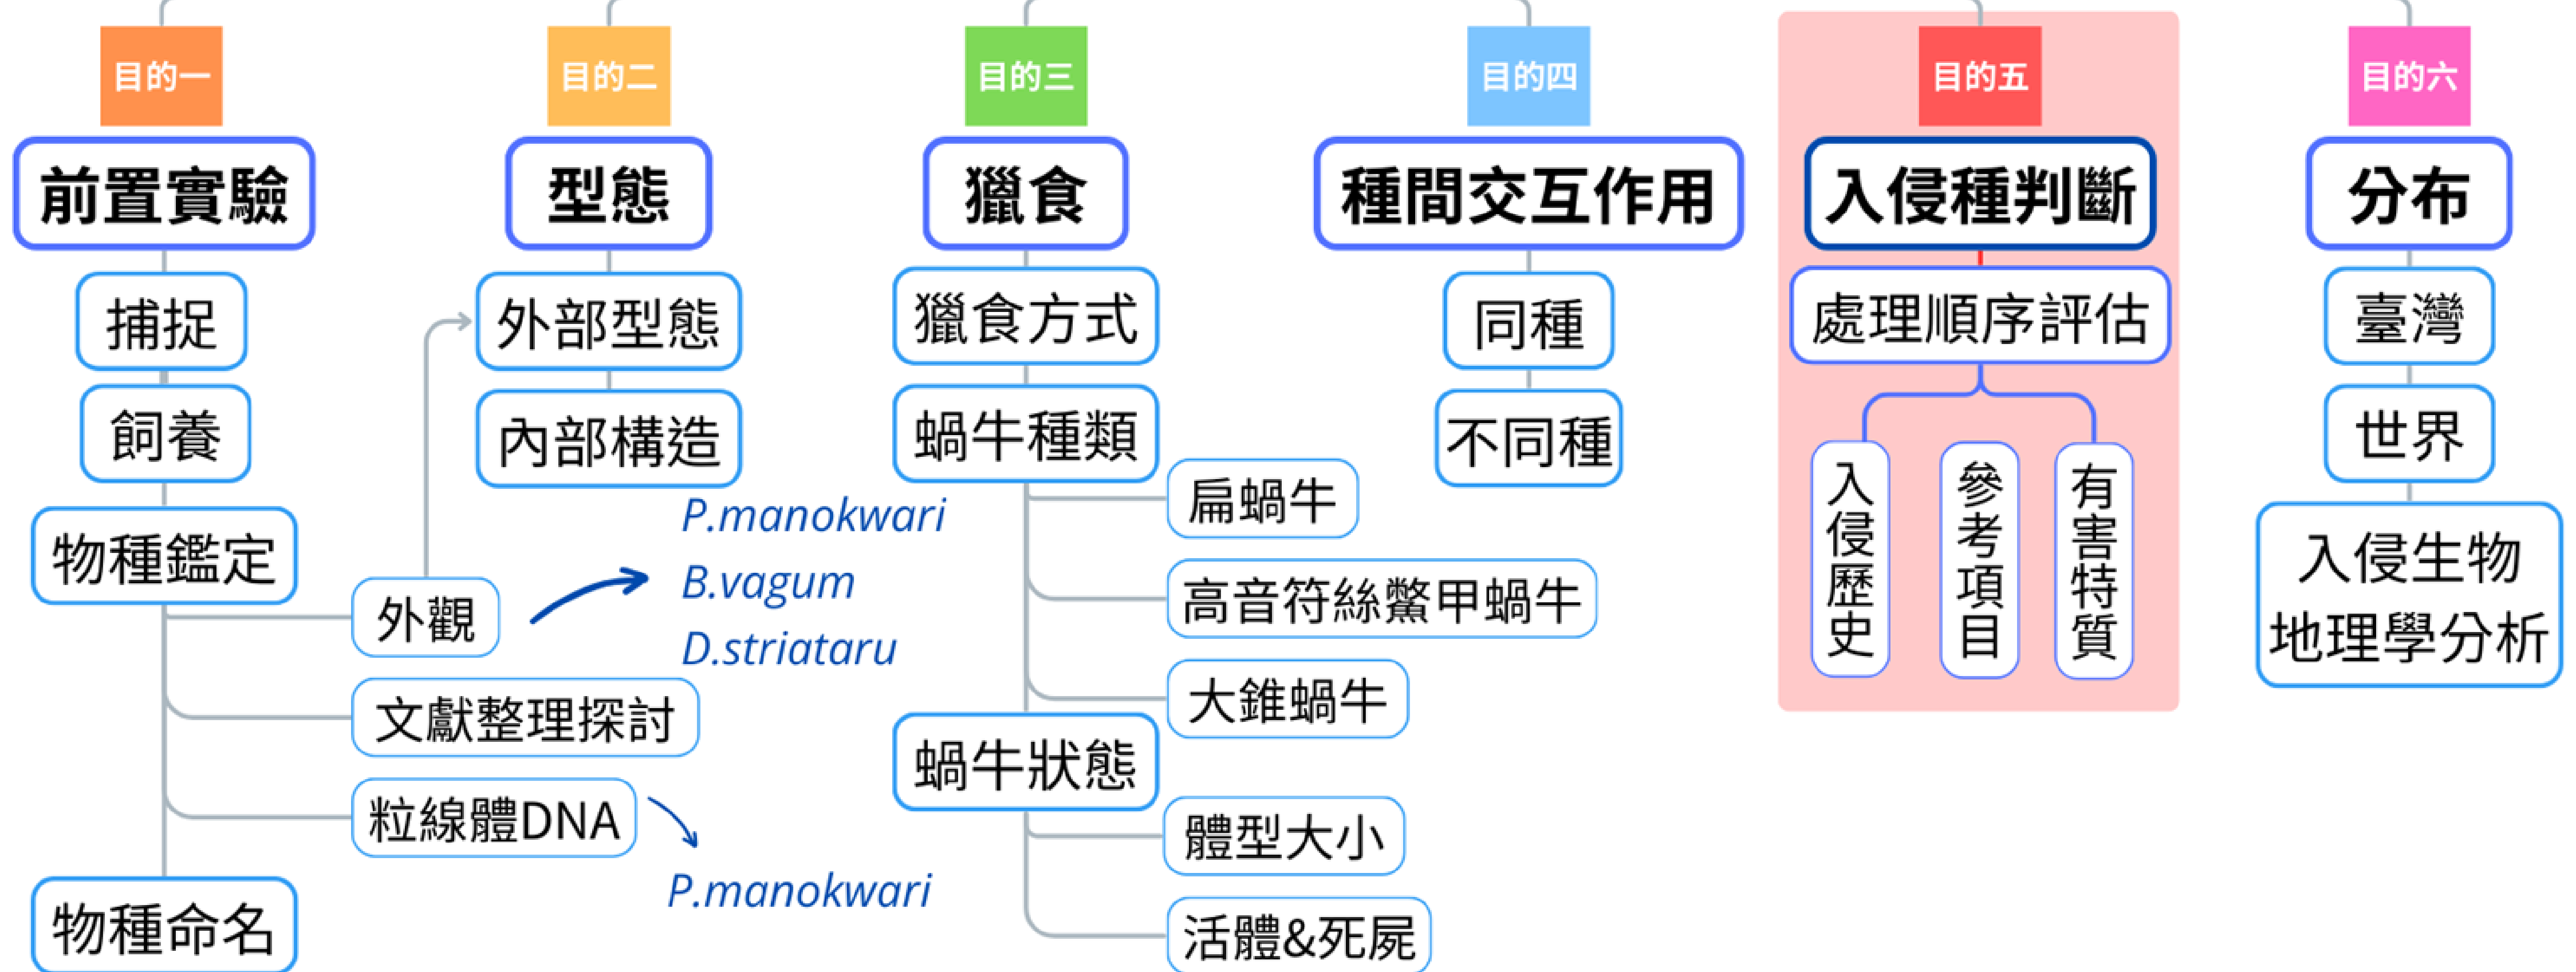 目的一
前置實驗
捕捉
飼養
物種鑑定
外觀
P.manokwari
B.vagum
D.striataru
文獻整理探討
粒線體DNA
P.manokwari
物種命名
目的二
型態
外部型態
內部構造
目的三
獵食
獵食方式
蝸牛種類
扁蝸牛
高音符絲鱉甲蝸牛
大錐蝸牛
蝸牛狀態
體型大小
活體&死屍
目的四
種間交互作用
同種
不同種
目的五
入侵種判斷
處理順序評估
入侵歷史
參考項目
有害特質
目的六
分布
臺灣
世界
入侵生物
地理學分析